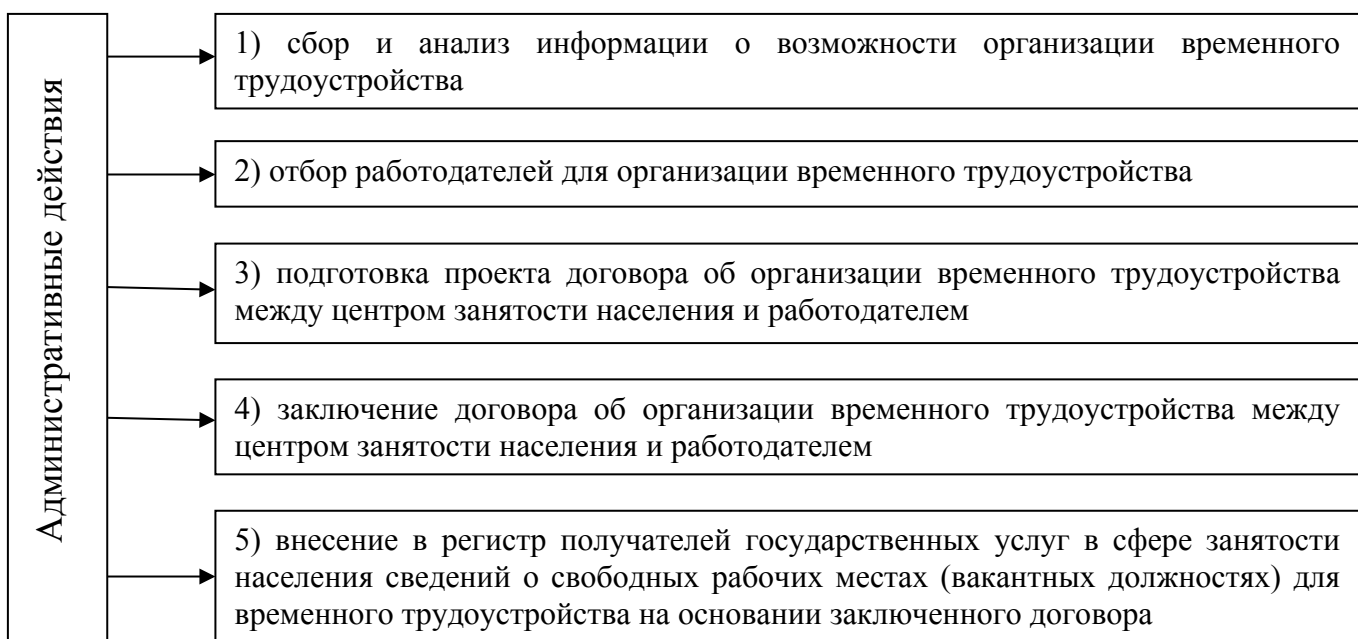 Административные действия
1) сбор и анализ информации о возможности организации временного
трудоустройства
2) отбор работодателей для организации временного трудоустройства
3) подготовка проекта договора об организации временного трудоустройства
между центром занятости населения и работодателем
4) заключение договора об организации временного трудоустройства между
центром занятости населения и работодателем
5) внесение в регистр получателей государственных услуг в сфере занятости
населения сведений о свободных рабочих местах (вакантных должностях) для
временного трудоустройства на основании заключенного договора